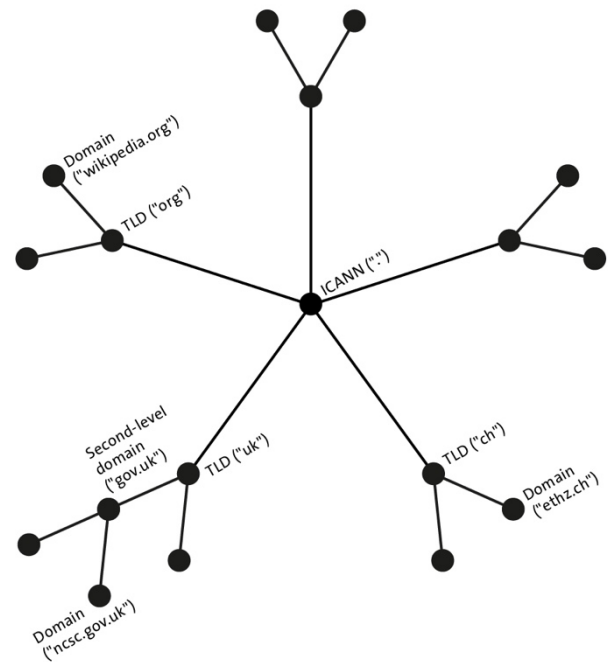 Domain
("wikipedia.org")
TLD ("org")
ICANN (".")
Second-level
domain
("gov.uk")
TLD ("uk")
TLD ("ch")
Domain
("ethz.ch")
Domain
("ncsc.gov.uk")